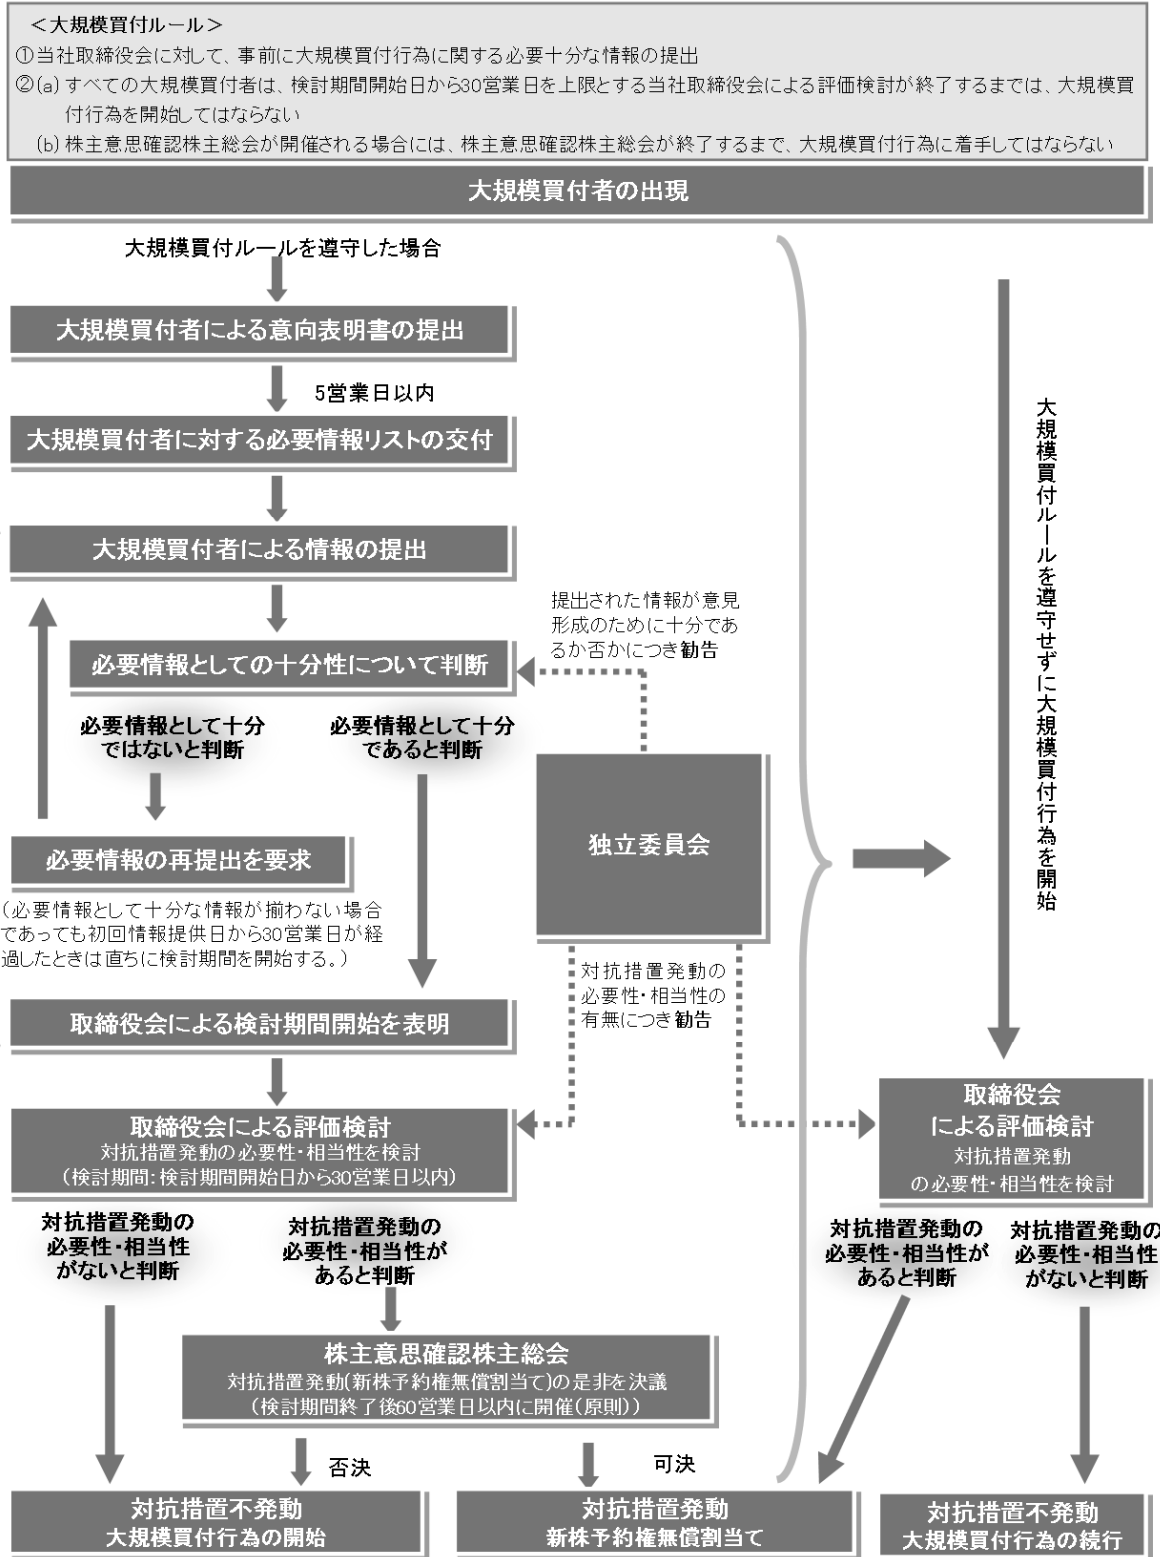 ＜大規模買付ルール＞
①当社取締役会に対して、事前に大規模買付行為に関する必要十分な情報の提出
②(a) すべての大規模買付者は、検討期間開始日から30営業日を上限とする当社取締役会による評価検討が終了するまでは、大規模買
付行為を開始してはならない
(b) 株主意思確認株主総会が開催される場合には、株主意思確認株主総会が終了するまで、大規模買付行為に着手してはならない
大規模買付者の出現
大規模買付ルールを遵守した場合
大規模買付者による意向表明書の提出
5営業日以内
大規模買付者に対する必要情報リストの交付
大規模買付者による情報の提出
提出された情報が意見
形成のために十分であ
るか否かにつき勧告
必要情報としての十分性について判断
必要情報として十分
ではないと判断
必要情報として十分
であると判断
独立委員会
必要情報の再提出を要求
（必要情報として十分な情報が揃わない場合
であっても初回情報提供日から30営業日が経
過したときは直ちに検討期間を開始する。）
対抗措置発動の
必要性・相当性の
有無につき勧告
取締役会による検討期間開始を表明
取締役会による評価検討
対抗措置発動の必要性・相当性を検討
（検討期間：検討期間開始日から30営業日以内）
対抗措置発動の
必要性・相当性
がないと判断
対抗措置発動の
必要性・相当性が
あると判断
株主意思確認株主総会
対抗措置発動(新株予約権無償割当て)の是非を決議
（検討期間終了後60営業日以内に開催(原則)）
否決
可決
対抗措置不発動
大規模買付行為の開始
対抗措置発動
新株予約権無償割当て
大規模買付ルールを遵守せずに大規模買付行為を開始
取締役会
による評価検討
対抗措置発動
の必要性・相当性を検討
対抗措置発動の
必要性・相当性が
あると判断
対抗措置発動の
必要性・相当性
がないと判断
対抗措置不発動
大規模買付行為の続行